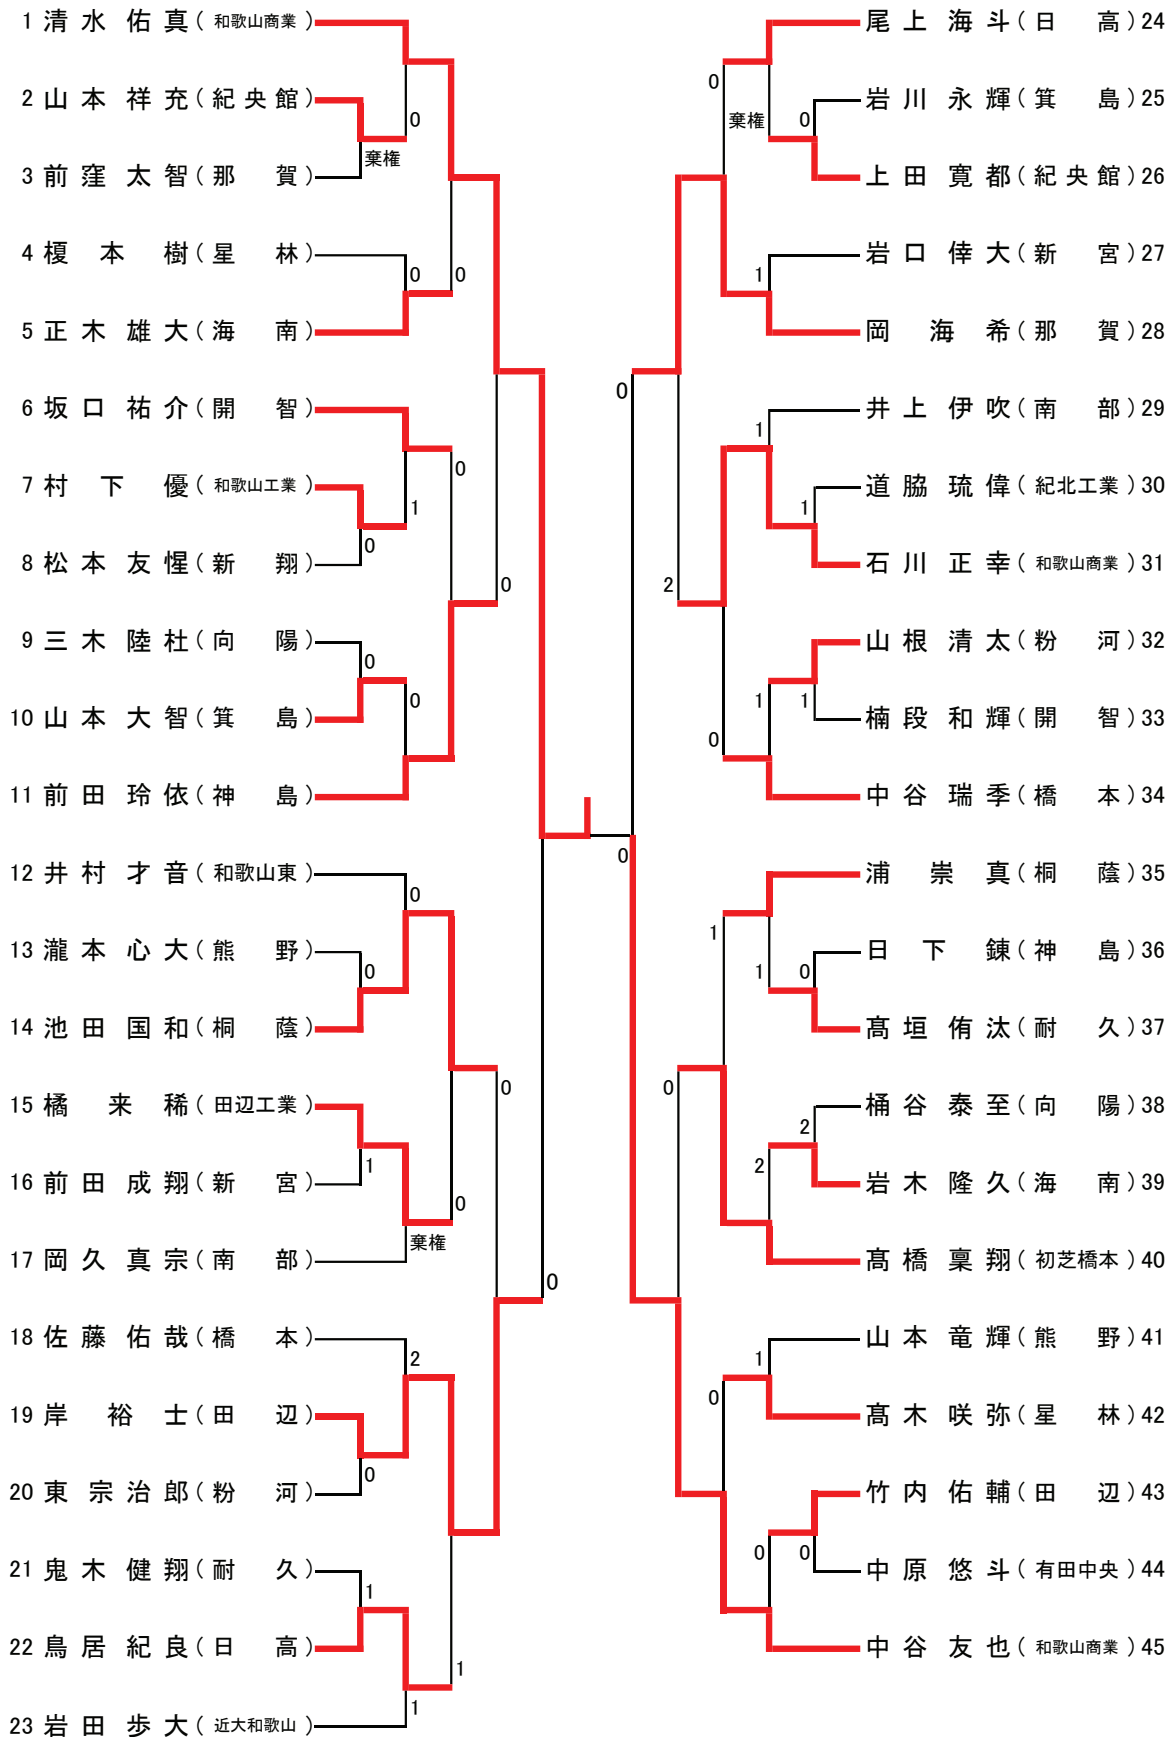 1 清水 佑真 ( 和歌山商業 )
2 山本 祥充 ( 紀央館 )
0
3 前窪 太智 ( 那 賀 )
棄権
4 榎本 樹 ( 星 林 )
0
0
5 正木 雄大 ( 海 南 )
6 坂口 祐介 ( 開 智 )
0
7 村下 優 ( 和歌山工業 )
1
0
8 松本 友惺 ( 新 翔 )
0
9 三木 陸杜 ( 向 陽 )
0
0
10 山本 大智 ( 箕 島 )
11 前田 玲依 ( 神 島 )
12 井村 才音 ( 和歌山東 )
0
13 瀧本 心大 ( 熊 野 )
0
14 池田 国和 ( 桐 蔭 )
0
15 橘 来稀 ( 田辺工業 )
1
16 前田 成翔 ( 新 宮 )
0
棄権
17 岡久 真宗 ( 南 部 )
0
18 佐藤 佑哉 ( 橋 本 )
2
19 岸 裕士 ( 田 辺 )
0
20 東 宗治郎 ( 粉 河 )
21 鬼木 健翔 ( 耐 久 )
1
22 鳥居 紀良 ( 日 高 )
1
1
23 岩田 歩大 ( 近大和歌山 )
0
尾上 海斗 ( 日 高 ) 24
0
岩川 永輝 ( 箕 島 ) 25
棄権
0
上田 寛都 ( 紀央館 ) 26
岩口 倖大 ( 新 宮 ) 27
1
岡 海希 ( 那 賀 ) 28
0
井上 伊吹 ( 南 部 ) 29
1
道脇 琉偉 ( 紀北工業 ) 30
1
石川 正幸 ( 和歌山商業 ) 31
2
山根 清太 ( 粉 河 ) 32
1
1
楠段 和輝 ( 開 智 ) 33
0
中谷 瑞季 ( 橋 本 ) 34
浦 崇真 ( 桐 蔭 ) 35
1
日下 錬 ( 神 島 ) 36
1
0
髙垣 侑汰 ( 耐 久 ) 37
0
桶谷 泰至 ( 向 陽 ) 38
2
2
岩木 隆久 ( 海 南 ) 39
髙橋 稟翔 ( 初芝橋本 ) 40
山本 竜輝 ( 熊 野 ) 41
1
0
髙木 咲弥 ( 星 林 ) 42
竹内 佑輔 ( 田 辺 ) 43
0
0
中原 悠斗 ( 有田中央 ) 44
中谷 友也 ( 和歌山商業 ) 45